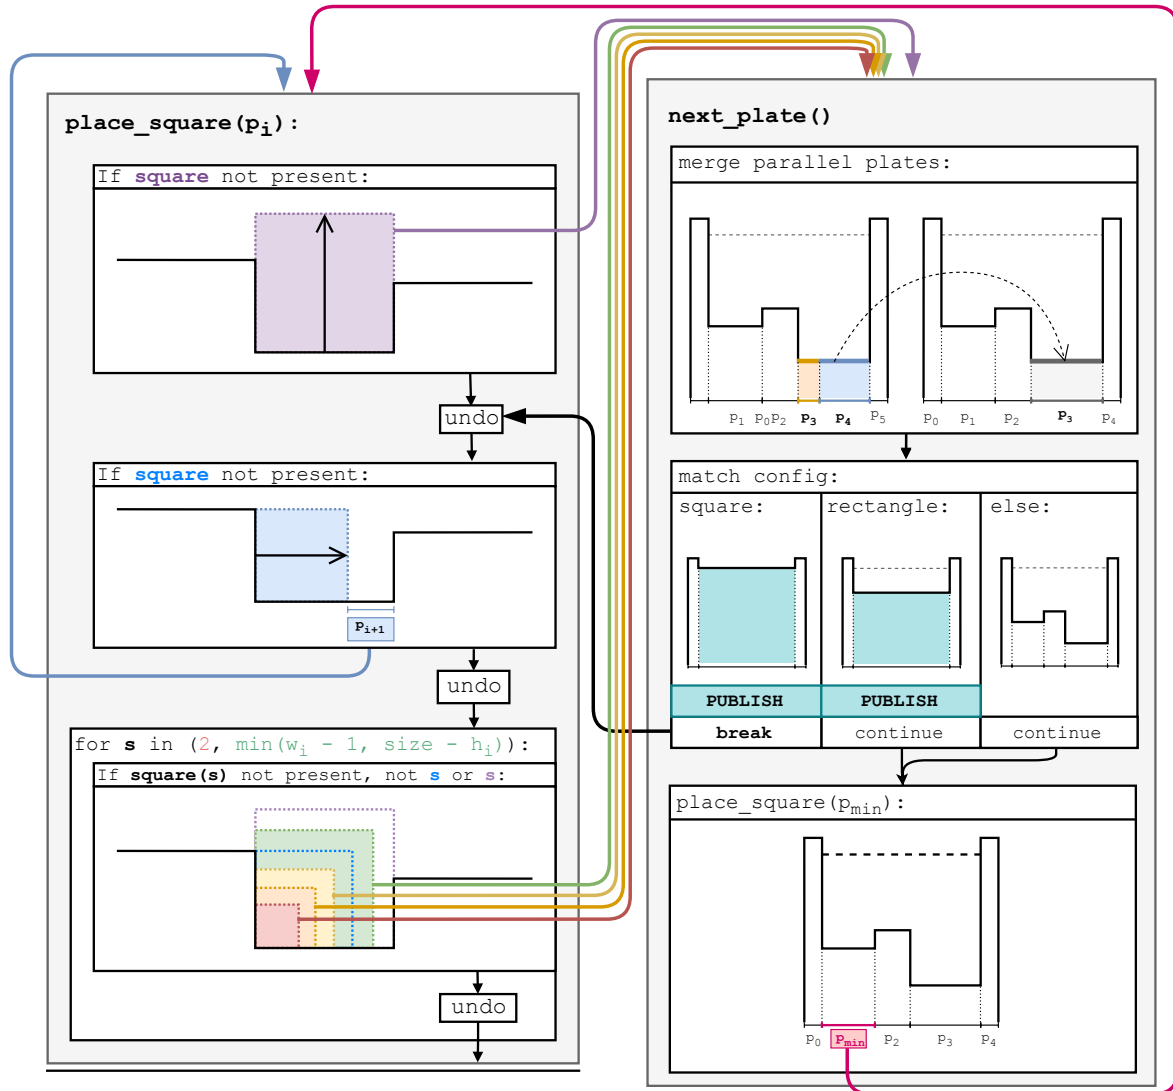 place_square(pi):
If square not present:
undo
If square not present:
pi+1
undo
for s in (2, min(wi - 1, size - hi)):
If square(s) not present, not s or s:
undo
next_plate()
merge parallel plates:
p1 p0 p2 p3 p4 p5
p0 p1 p2 p3 p4
match config:
square: rectangle: else:
PUBLISH PUBLISH
break continue continue
place_square(pmin):
p0 pmin p2 p3 p4